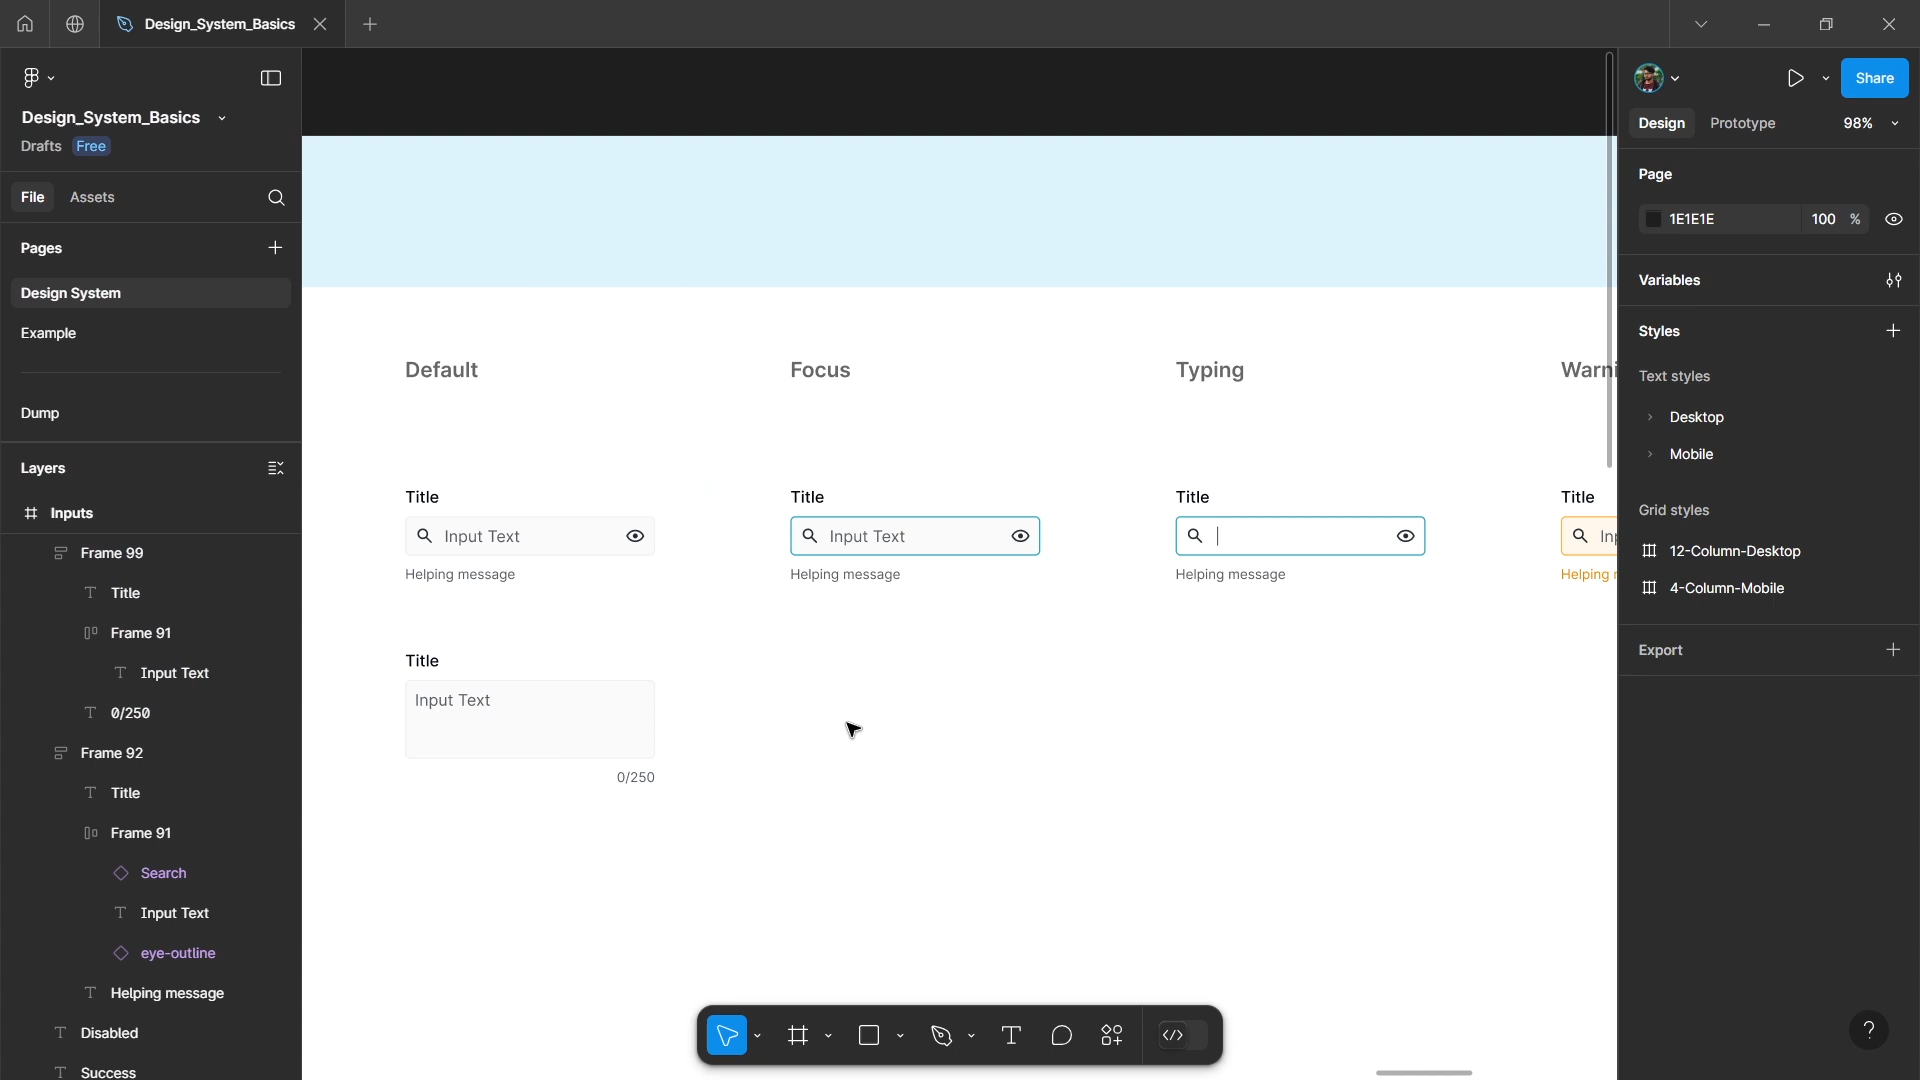 Design_System_Basics
Design_System_Basics
Drafts Free
File Assets
Pages
Design System
Example
Dump
Layers
Inputs
Frame 99
Title
Frame 91
Input Text
0/250
Frame 92
Title
Frame 91
Search
Input Text
eye-outline
Helping message
Disabled
Success
Default Focus Typing Warni
Title Title Title Title
Input Text Input Text Inp
Helping message Helping message Helping message Helping
Title
Input Text
0/250
Share
Design Prototype 98%
Page
1E1E1E 100 %
Variables
Styles
Text styles
Desktop
Mobile
Grid styles
12-Column-Desktop
4-Column-Mobile
Export
?